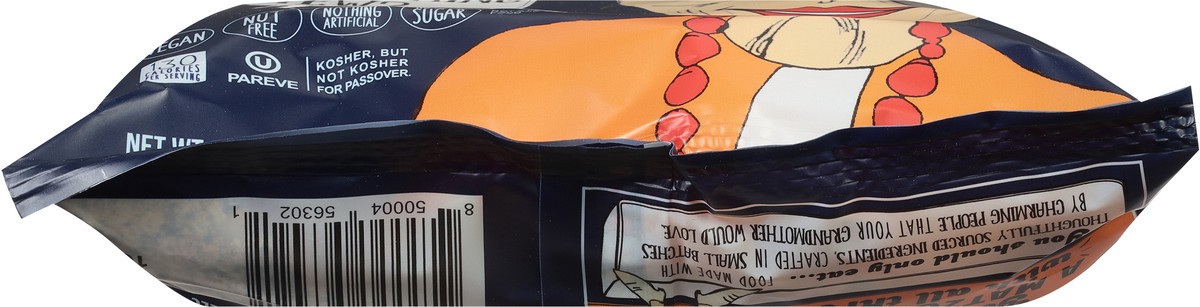 NUT
FREE
NOTHING
ARTIFICIAL
SUGAR
VEGAN
130
CALORIES
PER SERVING
U
PAREVE
KOSHER, BUT
NOT KOSHER
FOR PASSOVER.
NET WT
8 50004 56302 1
you should only eat...
FOOD MADE WITH
THOUGHTFULLY SOURCED INGREDIENTS, CRAFTED IN SMALL BATCHES
BY CHARMING PEOPLE THAT YOUR GRANDMOTHER WOULD LOVE.